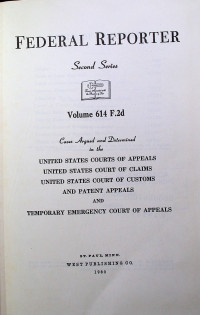 FEDERAL REPORTER
Second Series
Volume 614 F.2d
Cases Argued and Determined
in the
UNITED STATES COURTS OF APPEALS
UNITED STATES COURT OF CLAIMS
UNITED STATES COURT OF CUSTOMS
AND PATENT APPEALS
AND
TEMPORARY EMERGENCY COURT OF APPEALS
ST. PAUL, MINN.
WEST PUBLISHING CO.
1980